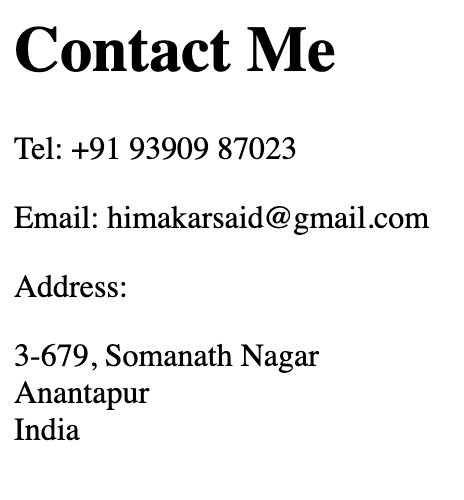 Contact Me
Tel: +91 93909 87023
Email: himakarsaid@gmail.com
Address:
3-679, Somanath Nagar
Anantapur
India